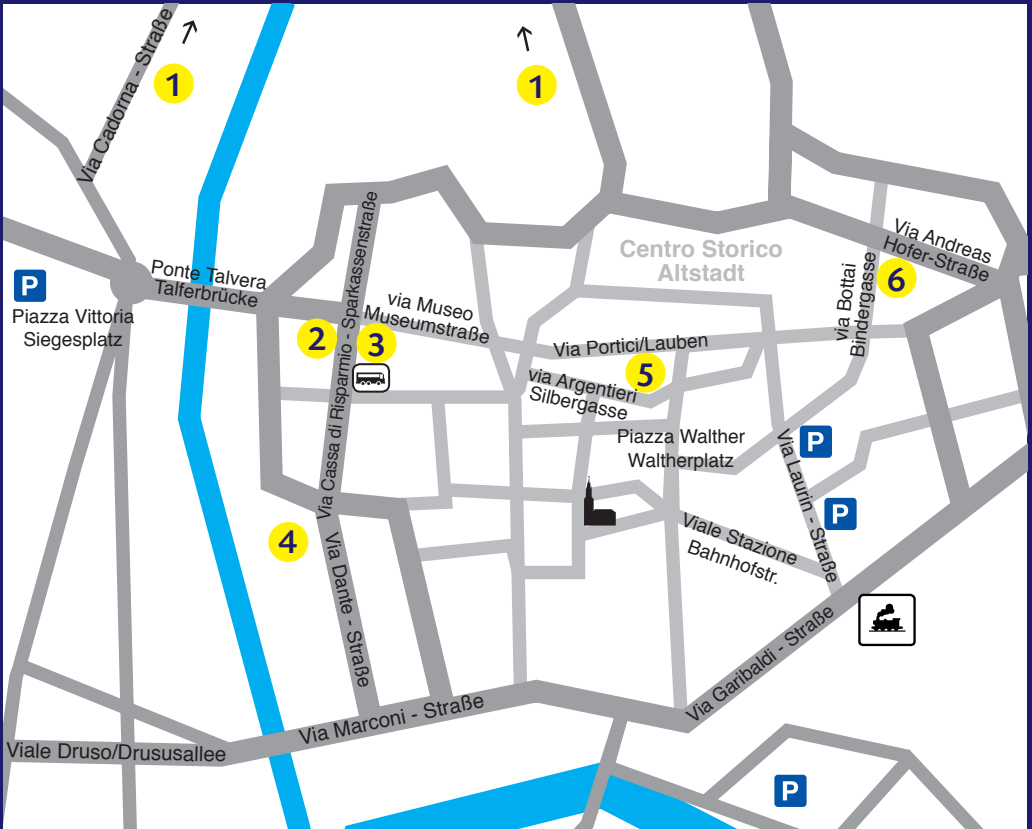 Via Cadorna - Straße
1
1
Centro Storico
Altstadt
Via Andreas
Hofer-Straße
6
via Bottai
Bindergasse
P
Piazza Vittoria
Siegesplatz
Ponte Talvera
Talferbrücke
Via Cassa di Risparmio - Sparkassenstraße
via Museo
Museumstraße
2
3
Via Portici/Lauben
5
via Argentieri
Silbergasse
Piazza Walther
Waltherplatz
P
Via Laurin - Straße
P
4
Via Dante - Straße
Viale Stazione
Bahnhofstr.
Via Garibaldi - Straße
Via Marconi - Straße
Viale Druso/Drususallee
P